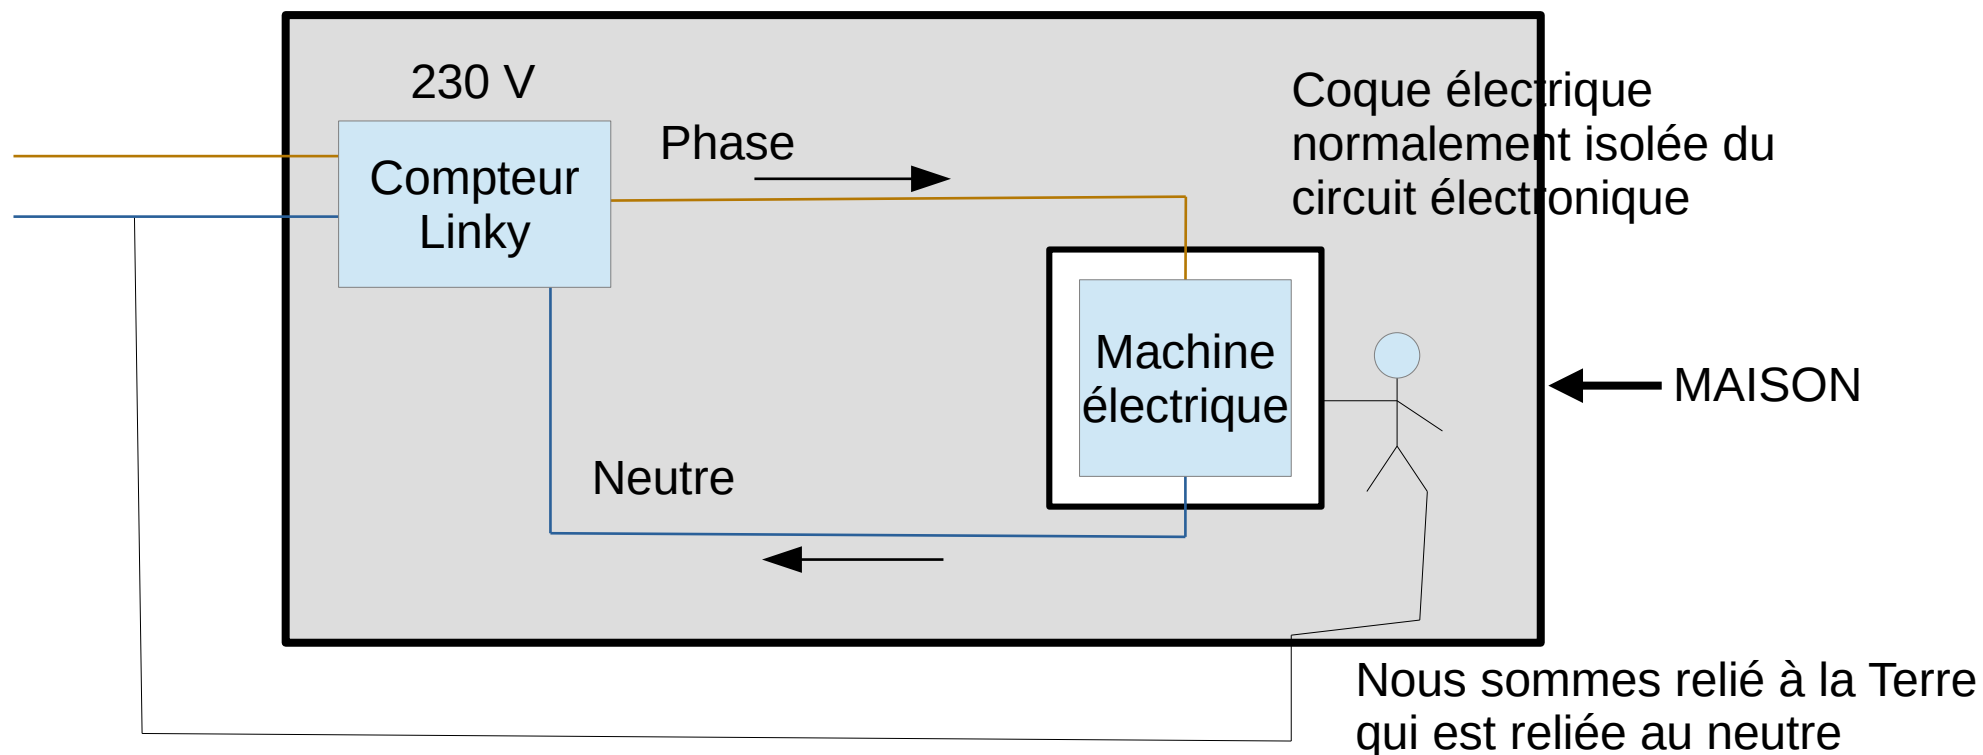 230 V
Compteur
Linky
Phase
Coque électrique
normalement isolée du
circuit électronique
Machine
électrique
MAISON
Neutre
Nous sommes relié à la Terre
qui est reliée au neutre